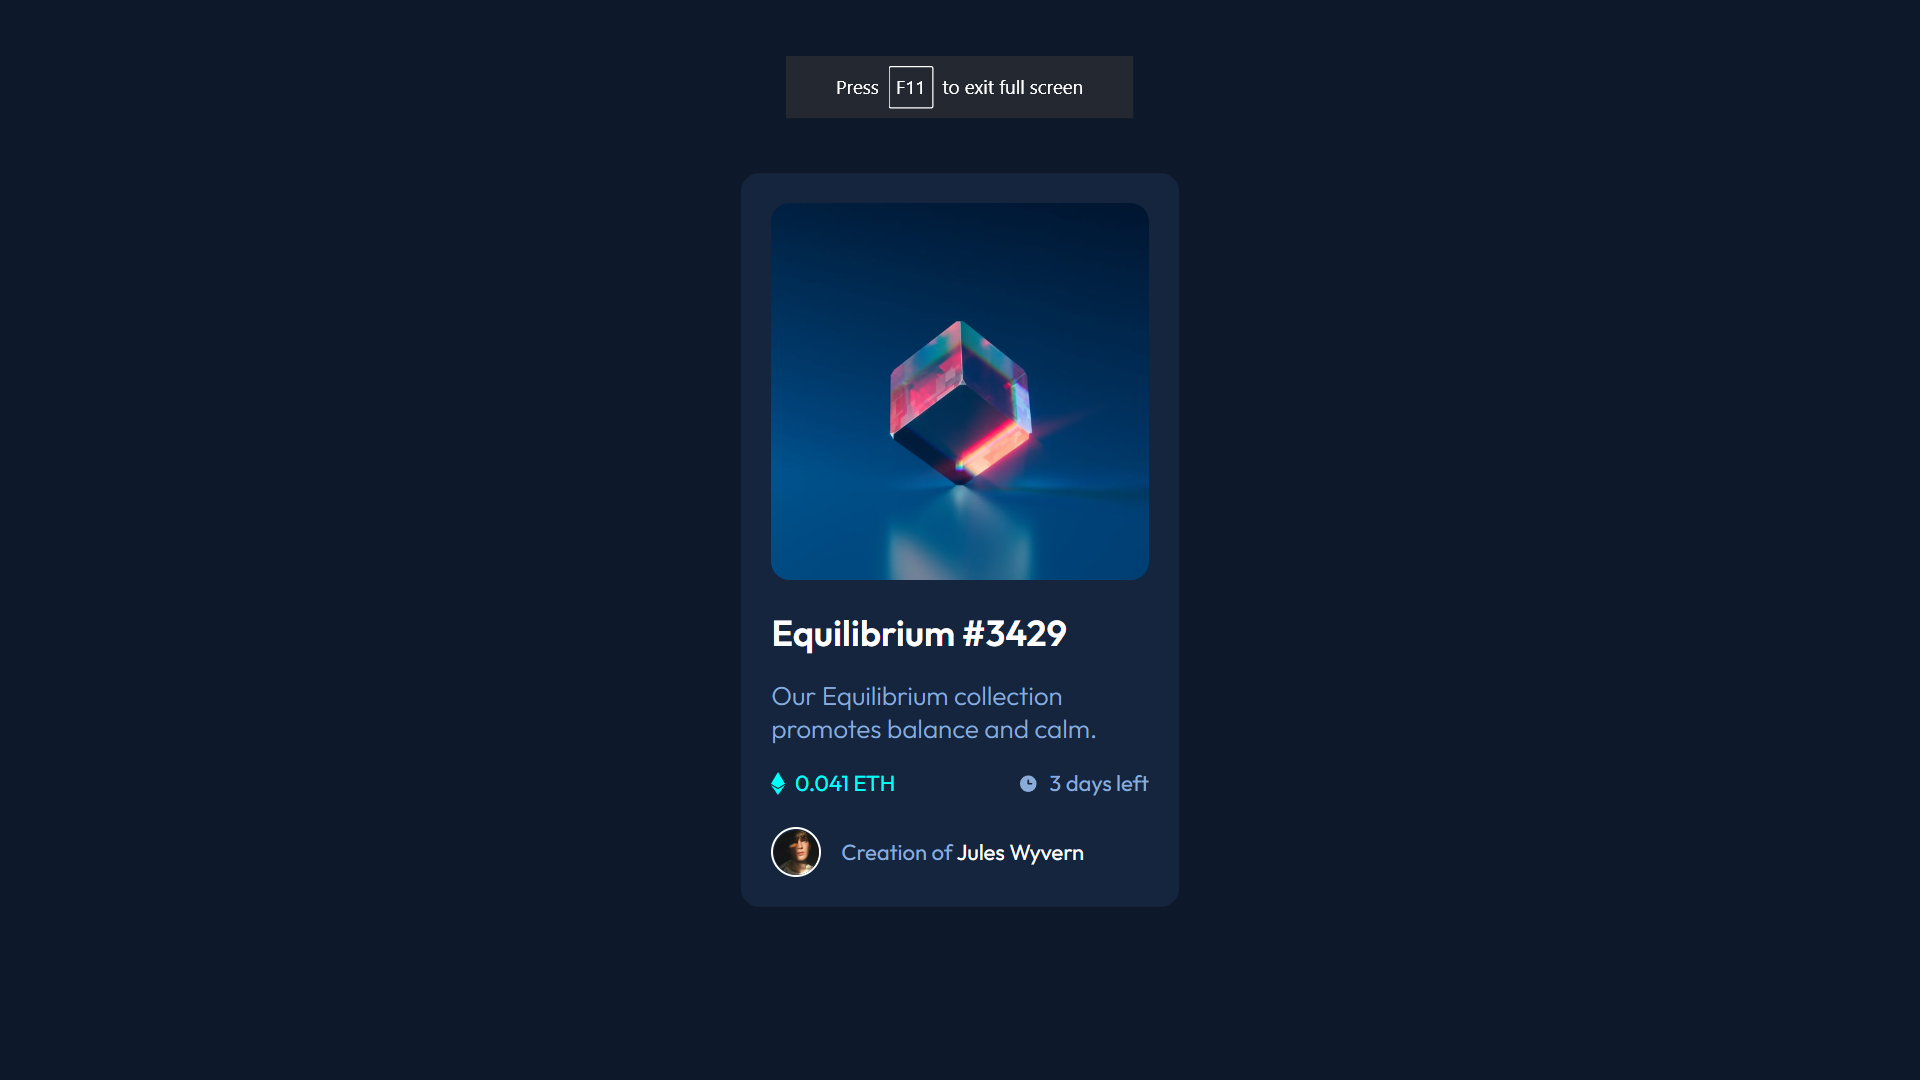 Press F11 to exit full screen
Equilibrium #3429
Our Equilibrium collection
promotes balance and calm.
0.041 ETH
3 days left
Creation of Jules Wyvern